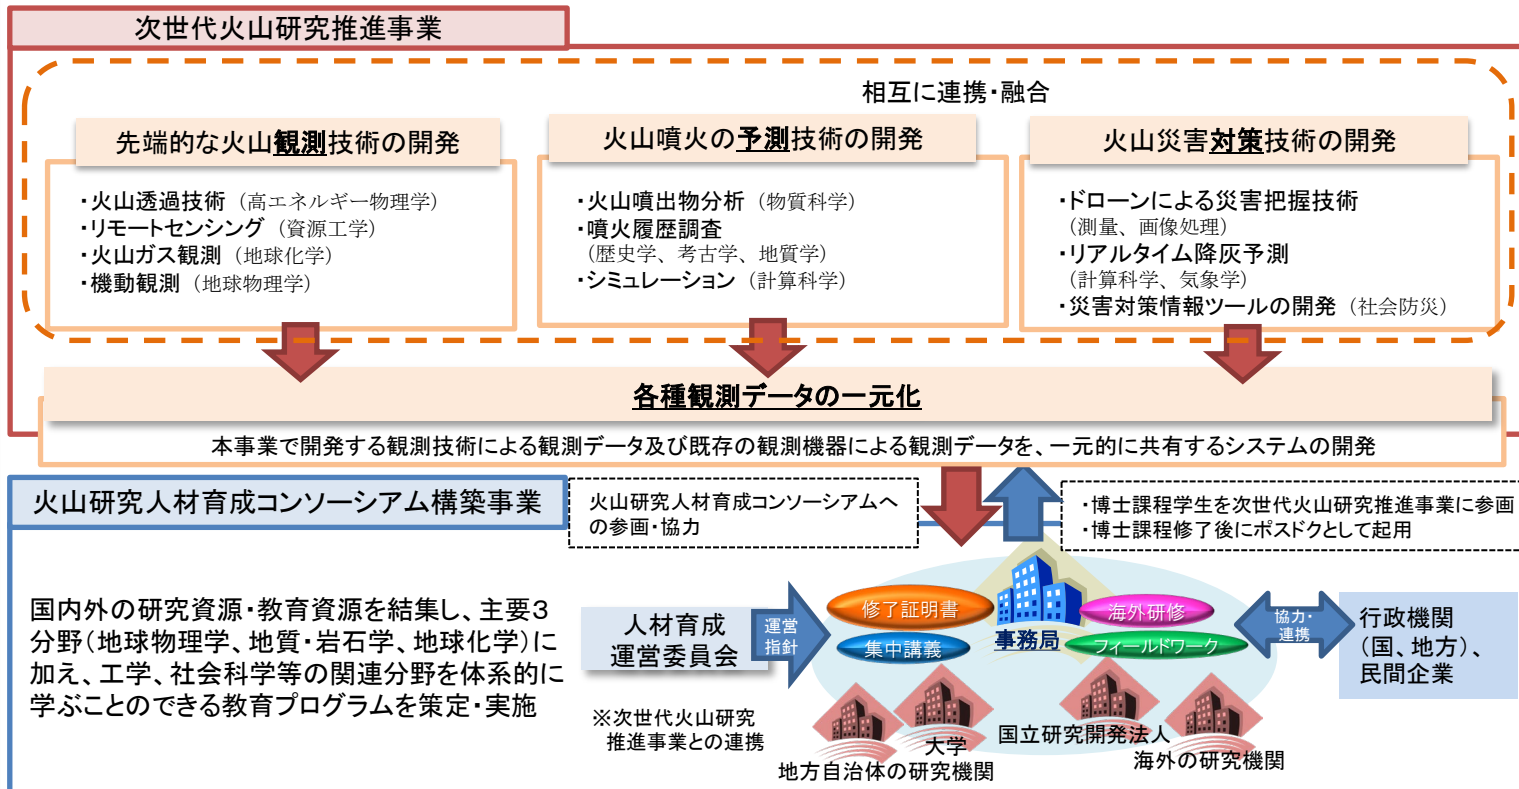 次世代火山研究推進事業
相互に連携・融合
先端的な火山観測技術の開発
・火山透過技術（高エネルギー物理学）
・リモートセンシング（資源工学）
・火山ガス観測（地球化学）
・機動観測（地球物理学）
火山噴火の予測技術の開発
・火山噴出物分析（物質科学）
・噴火履歴調査
（歴史学、考古学、地質学）
・シミュレーション（計算科学）
火山災害対策技術の開発
・ドローンによる災害把握技術
（測量、画像処理）
・リアルタイム降灰予測
（計算科学、気象学）
・災害対策情報ツールの開発（社会防災）
各種観測データの一元化
本事業で開発する観測技術による観測データ及び既存の観測機器による観測データを、一元的に共有するシステムの開発
火山研究人材育成コンソーシアム構築事業
火山研究人材育成コンソーシアムへ
の参画・協力
・博士課程学生を次世代火山研究推進事業に参画
・博士課程修了後にポスドクとして起用
国内外の研究資源・教育資源を結集し、主要３
分野（地球物理学、地質・岩石学、地球化学）に
加え、工学、社会科学等の関連分野を体系的に
学ぶことのできる教育プログラムを策定・実施
人材育成
運営委員会
運営
指針
※次世代火山研究
推進事業との連携
修了証明書
集中講義
事務局
海外研修
フィールドワーク
協力・
連携
行政機関
（国、地方）、
民間企業
大学
地方自治体の研究機関
国立研究開発法人
海外の研究機関